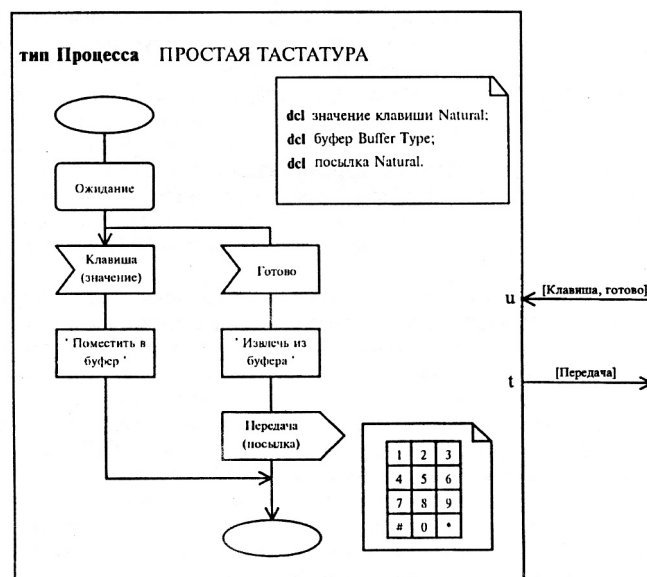 тип Процесса ПРОСТАЯ ТАСТАТУРА
dcl значение клавиши Natural;
dcl буфер Buffer Type;
dcl посылка Natural.
Ожидание
Клавиша
(значение)
Готово
u
[Клавиша, готово]
' Поместить в
буфер '
' Извлечь из
буфера '
t
[Передача]
Передача
(посылка)
1 2 3
4 5 6
7 8 9
# 0 *